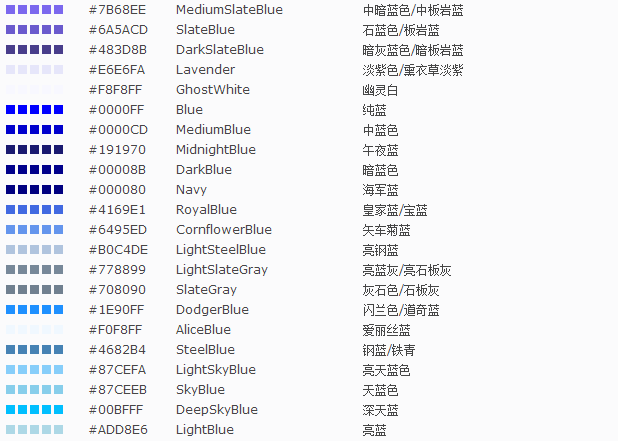 #7B68EE MediumSlateBlue 中暗蓝色/中板岩蓝
#6A5ACD SlateBlue 石蓝色/板岩蓝
#483D8B DarkSlateBlue 暗灰蓝色/暗板岩蓝
#E6E6FA Lavender 淡紫色/熏衣草淡紫
#F8F8FF GhostWhite 幽灵白
#0000FF Blue 纯蓝
#0000CD MediumBlue 中蓝色
#191970 MidnightBlue 午夜蓝
#00008B DarkBlue 暗蓝色
#000080 Navy 海军蓝
#4169E1 RoyalBlue 皇家蓝/宝蓝
#6495ED CornflowerBlue 矢车菊蓝
#B0C4DE LightSteelBlue 亮钢蓝
#778899 LightSlateGray 亮蓝灰/亮石板灰
#708090 SlateGray 灰石色/石板灰
#1E90FF DodgerBlue 闪兰色/道奇蓝
#F0F8FF AliceBlue 爱丽丝蓝
#4682B4 SteelBlue 钢蓝/铁青
#87CEFA LightSkyBlue 亮天蓝色
#87CEEB SkyBlue 天蓝色
#00BFFF DeepSkyBlue 深天蓝
#ADD8E6 LightBlue 亮蓝